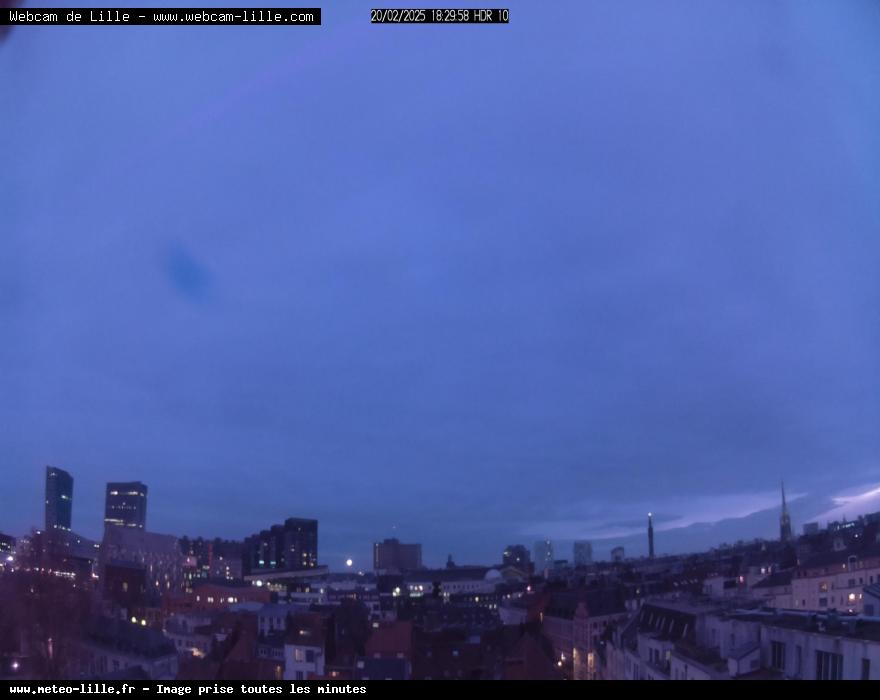 Webcam de Lille - www.webcam-lille.com
20/02/2025 18:29:58 HDR 10
www.meteo-lille.fr - Image prise toutes les minutes